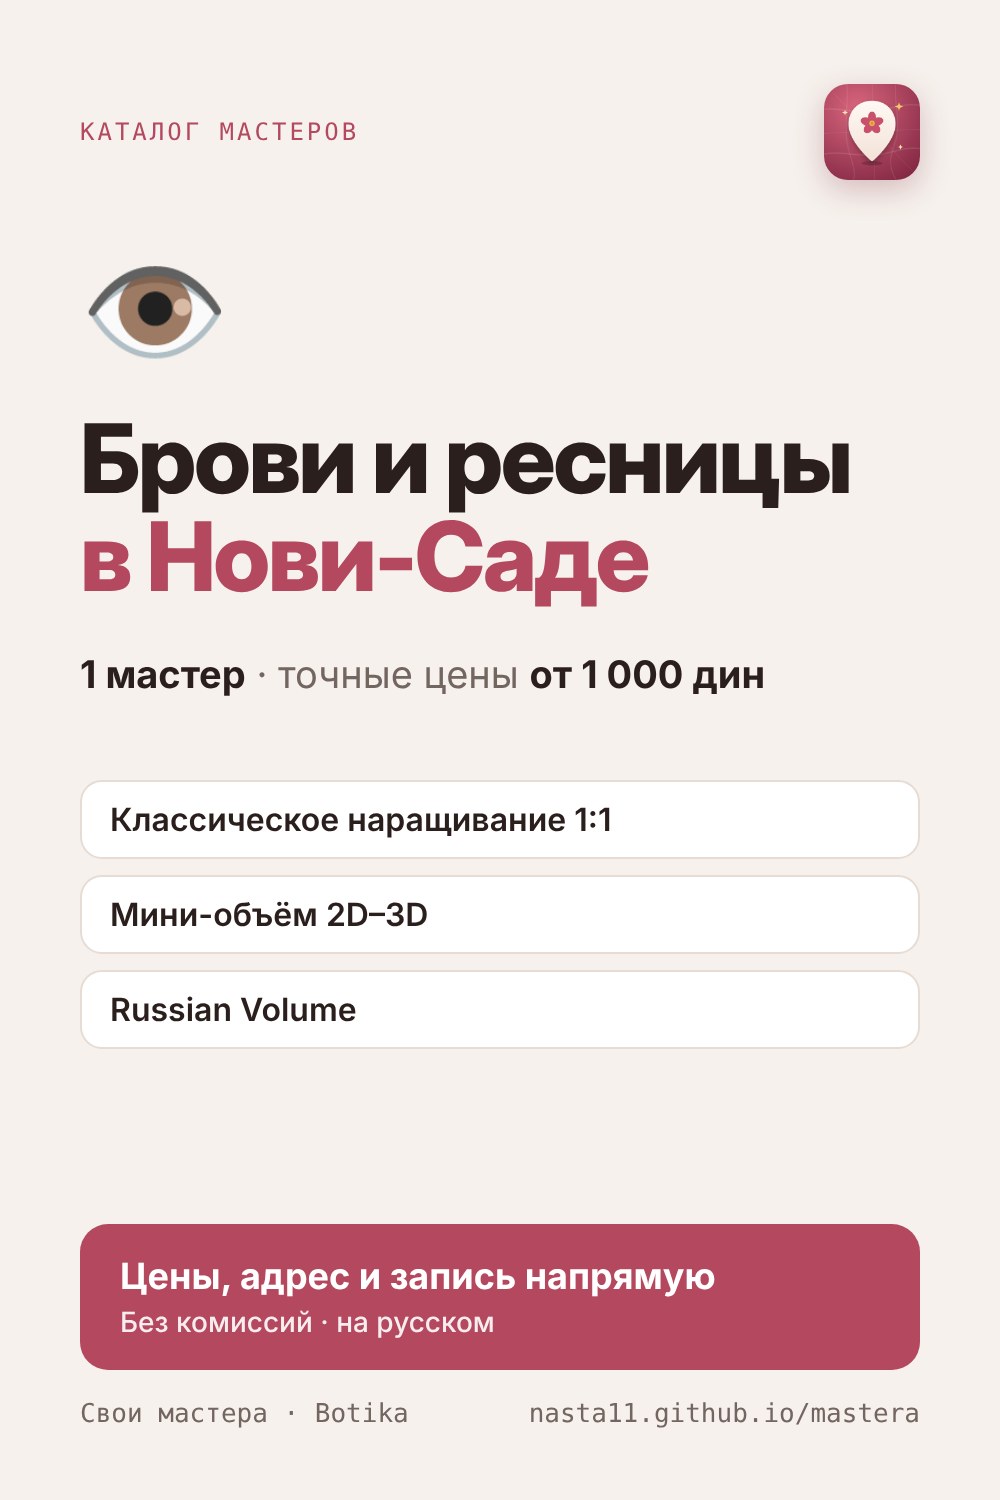 КАТАЛОГ МАСТЕРОВ
Брови и ресницы
в Нови-Саде
1 мастер · точные цены от 1 000 дин
Классическое наращивание 1:1
Мини-объём 2D–3D
Russian Volume
Цены, адрес и запись напрямую
Без комиссий · на русском
Свои мастера · Botika
nasta11.github.io/mastera